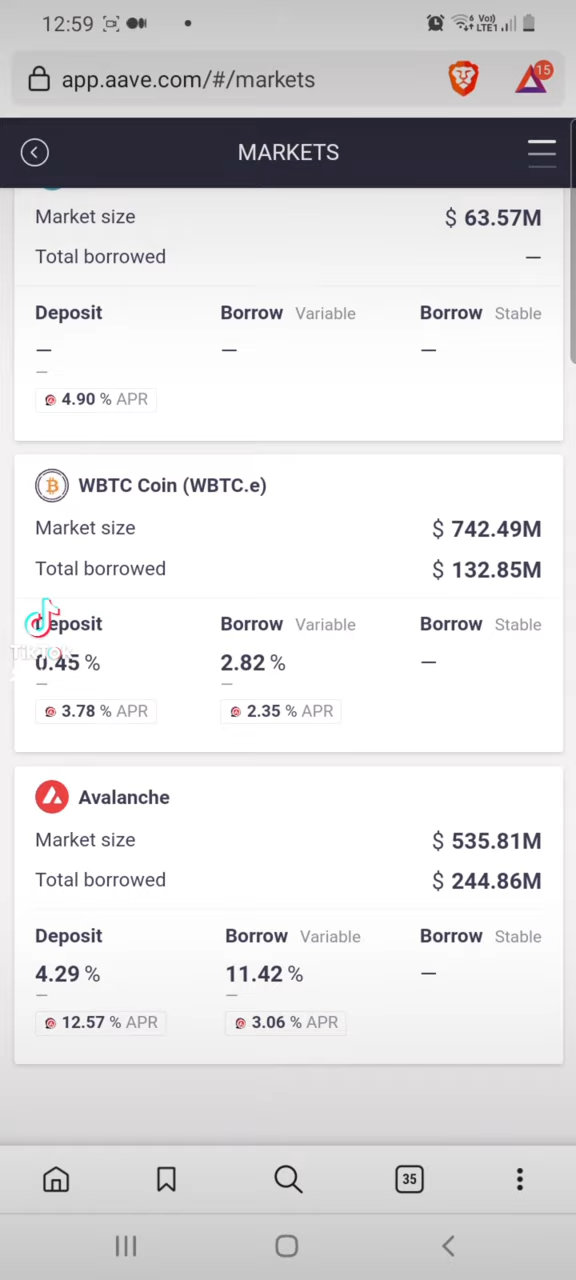 12:59
Vo)) LTE1
app.aave.com/#/markets
15
MARKETS
Market size $ 63.57M
Total borrowed —
Deposit Borrow Variable Borrow Stable
— — —
—
4.90 % APR
WBTC Coin (WBTC.e)
Market size $ 742.49M
Total borrowed $ 132.85M
Deposit Borrow Variable Borrow Stable
TikTok
0.45 % 2.82 % —
— —
3.78 % APR 2.35 % APR
Avalanche
Market size $ 535.81M
Total borrowed $ 244.86M
Deposit Borrow Variable Borrow Stable
4.29 % 11.42 % —
— —
12.57 % APR 3.06 % APR
35